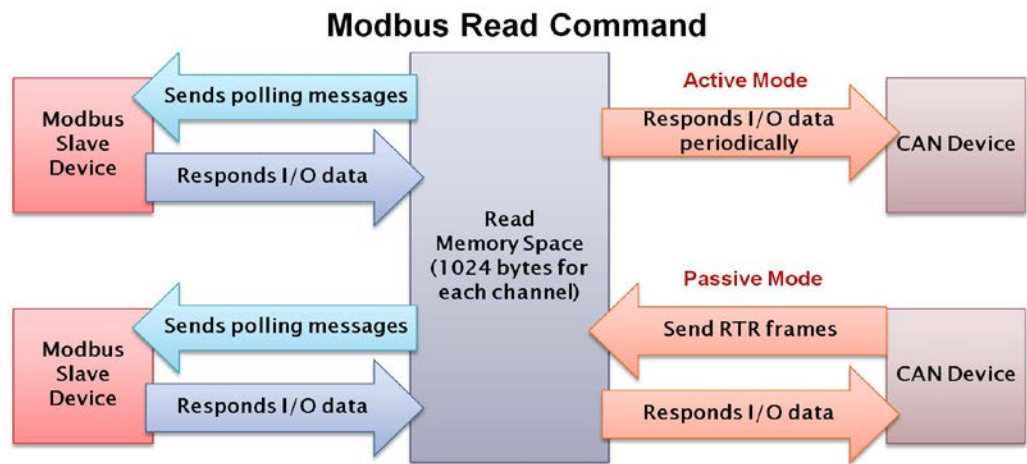 Modbus Read Command
Sends polling messages
Modbus
Slave
Device
Responds I/O data
Read
Memory Space
(1024 bytes for
each channel)
Active Mode
Responds I/O data
periodically
CAN Device
Sends polling messages
Modbus
Slave
Device
Responds I/O data
Passive Mode
Send RTR frames
CAN Device
Responds I/O data